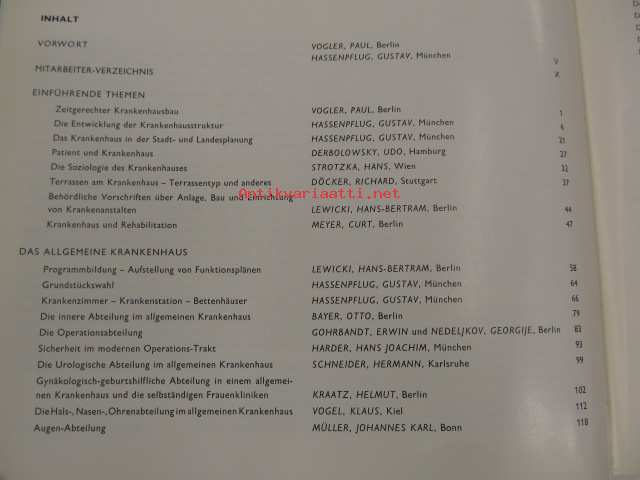 INHALT
VORWORT VOGLER, PAUL, Berlin
HASSENPFLUG, GUSTAV, München V
MITARBEITER-VERZEICHNIS X
EINFÜHRENDE THEMEN
Zeitgerechter Krankenhausbau VOGLER, PAUL, Berlin 1
Die Entwicklung der Krankenhausstruktur HASSENPFLUG, GUSTAV, München 6
Das Krankenhaus in der Stadt- und Landesplanung HASSENPFLUG, GUSTAV, München 21
Patient und Krankenhaus DERBOLOWSKY, UDO, Hamburg 27
Die Soziologie des Krankenhauses STROTZKA, HANS, Wien 32
Terrassen am Krankenhaus – Terrassentyp und anderes DÖCKER, RICHARD, Stuttgart 37
Antikvariaatti.net
Behördliche Vorschriften über Anlage, Bau und Einrichtung
von Krankenanstalten LEWICKI, HANS-BERTRAM, Berlin 44
Krankenhaus und Rehabilitation MEYER, CURT, Berlin 47
DAS ALLGEMEINE KRANKENHAUS
Programmbildung – Aufstellung von Funktionsplänen LEWICKI, HANS-BERTRAM, Berlin 58
Grundstückswahl HASSENPFLUG, GUSTAV, München 64
Krankenzimmer – Krankenstation – Bettenhäuser HASSENPFLUG, GUSTAV, München 66
Die innere Abteilung im allgemeinen Krankenhaus BAYER, OTTO, Berlin 79
Die Operationsabteilung GOHRBANDT, ERWIN und NEDELJKOV, GEORGIJE, Berlin 83
Sicherheit im modernen Operations-Trakt HARDER, HANS JOACHIM, München 93
Die Urologische Abteilung im allgemeinen Krankenhaus SCHNEIDER, HERMANN, Karlsruhe 99
Gynäkologisch-geburtshilfliche Abteilung in einem allgemei-
nen Krankenhaus und die selbständigen Frauenkliniken KRAATZ, HELMUT, Berlin 102
Die Hals-, Nasen-, Ohrenabteilung im allgemeinen Krankenhaus VOGEL, KLAUS, Kiel 112
Augen-Abteilung MÜLLER, JOHANNES KARL, Bonn 118